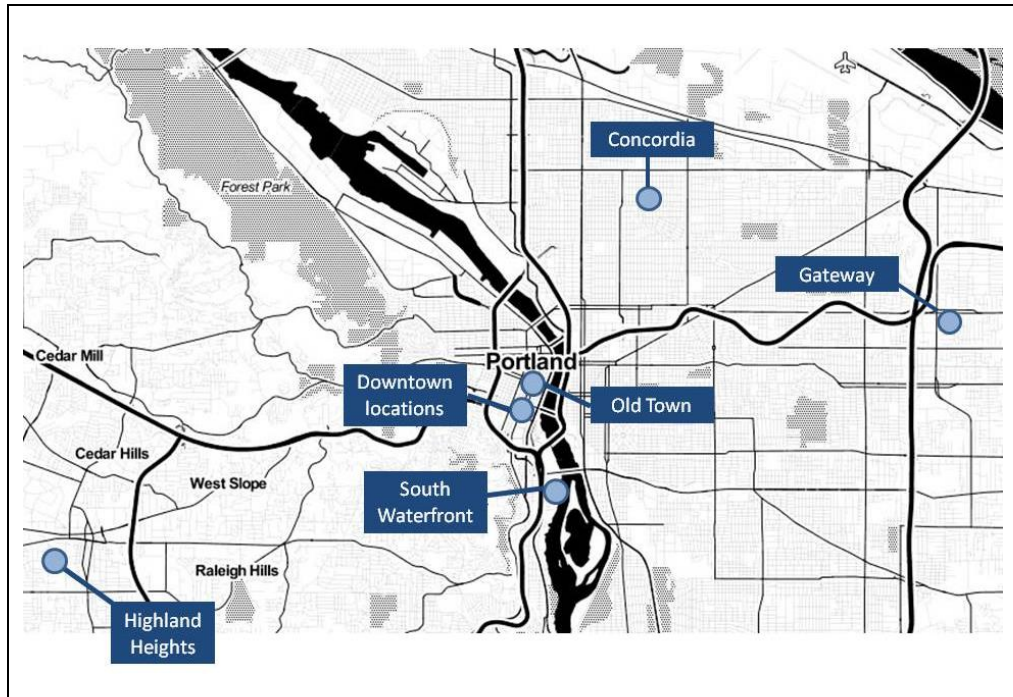 Concordia
Forest Park
Gateway
Cedar Mill
Portland
Downtown
locations
Old Town
Cedar Hills
West Slope
South
Waterfront
Raleigh Hills
Highland
Heights